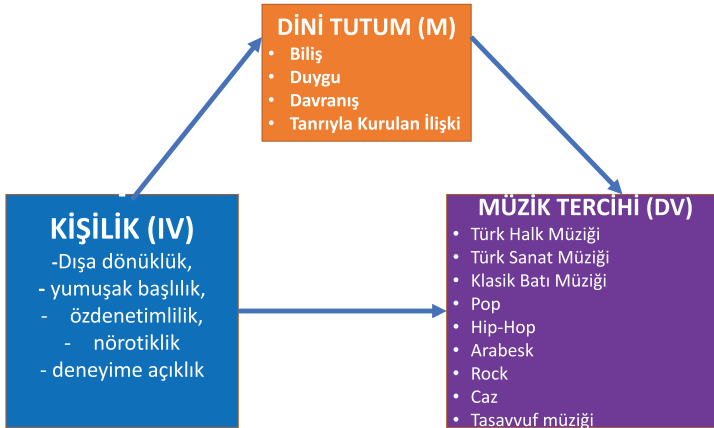 DİNİ TUTUM (M)
• Biliş
• Duygu
• Davranış
• Tanrıyla Kurulan İlişki
KİŞİLİK (IV)
-Dışa dönüklük,
- yumuşak başlılık,
- özdenetimlilik,
- nörotiklik
- deneyime açıklık
MÜZİK TERCİHİ (DV)
• Türk Halk Müziği
• Türk Sanat Müziği
• Klasik Batı Müziği
• Pop
• Hip-Hop
• Arabesk
• Rock
• Caz
• Tasavvuf müziği